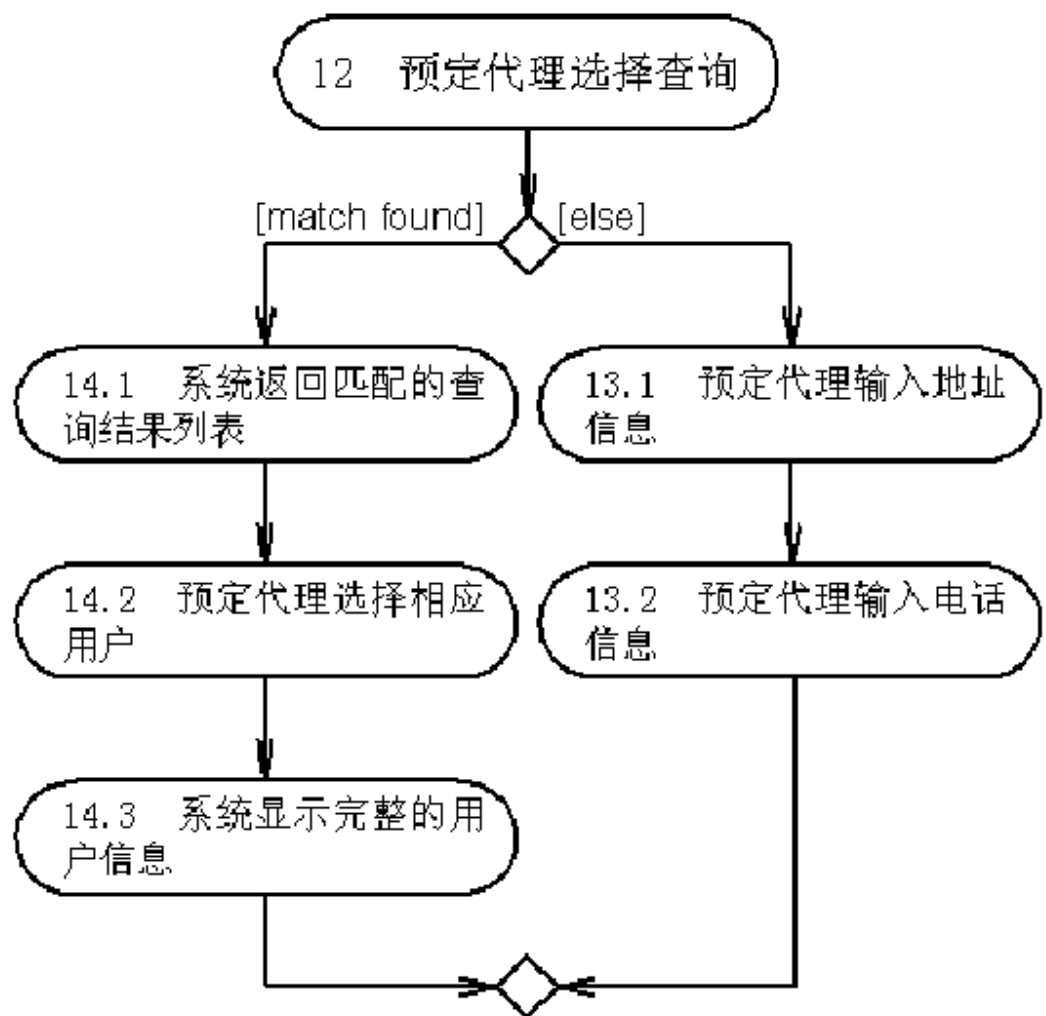 12 预定代理选择查询
[match found]
[else]
14.1 系统返回匹配的查
询结果列表
13.1 预定代理输入地址
信息
14.2 预定代理选择相应
用户
13.2 预定代理输入电话
信息
14.3 系统显示完整的用
户信息